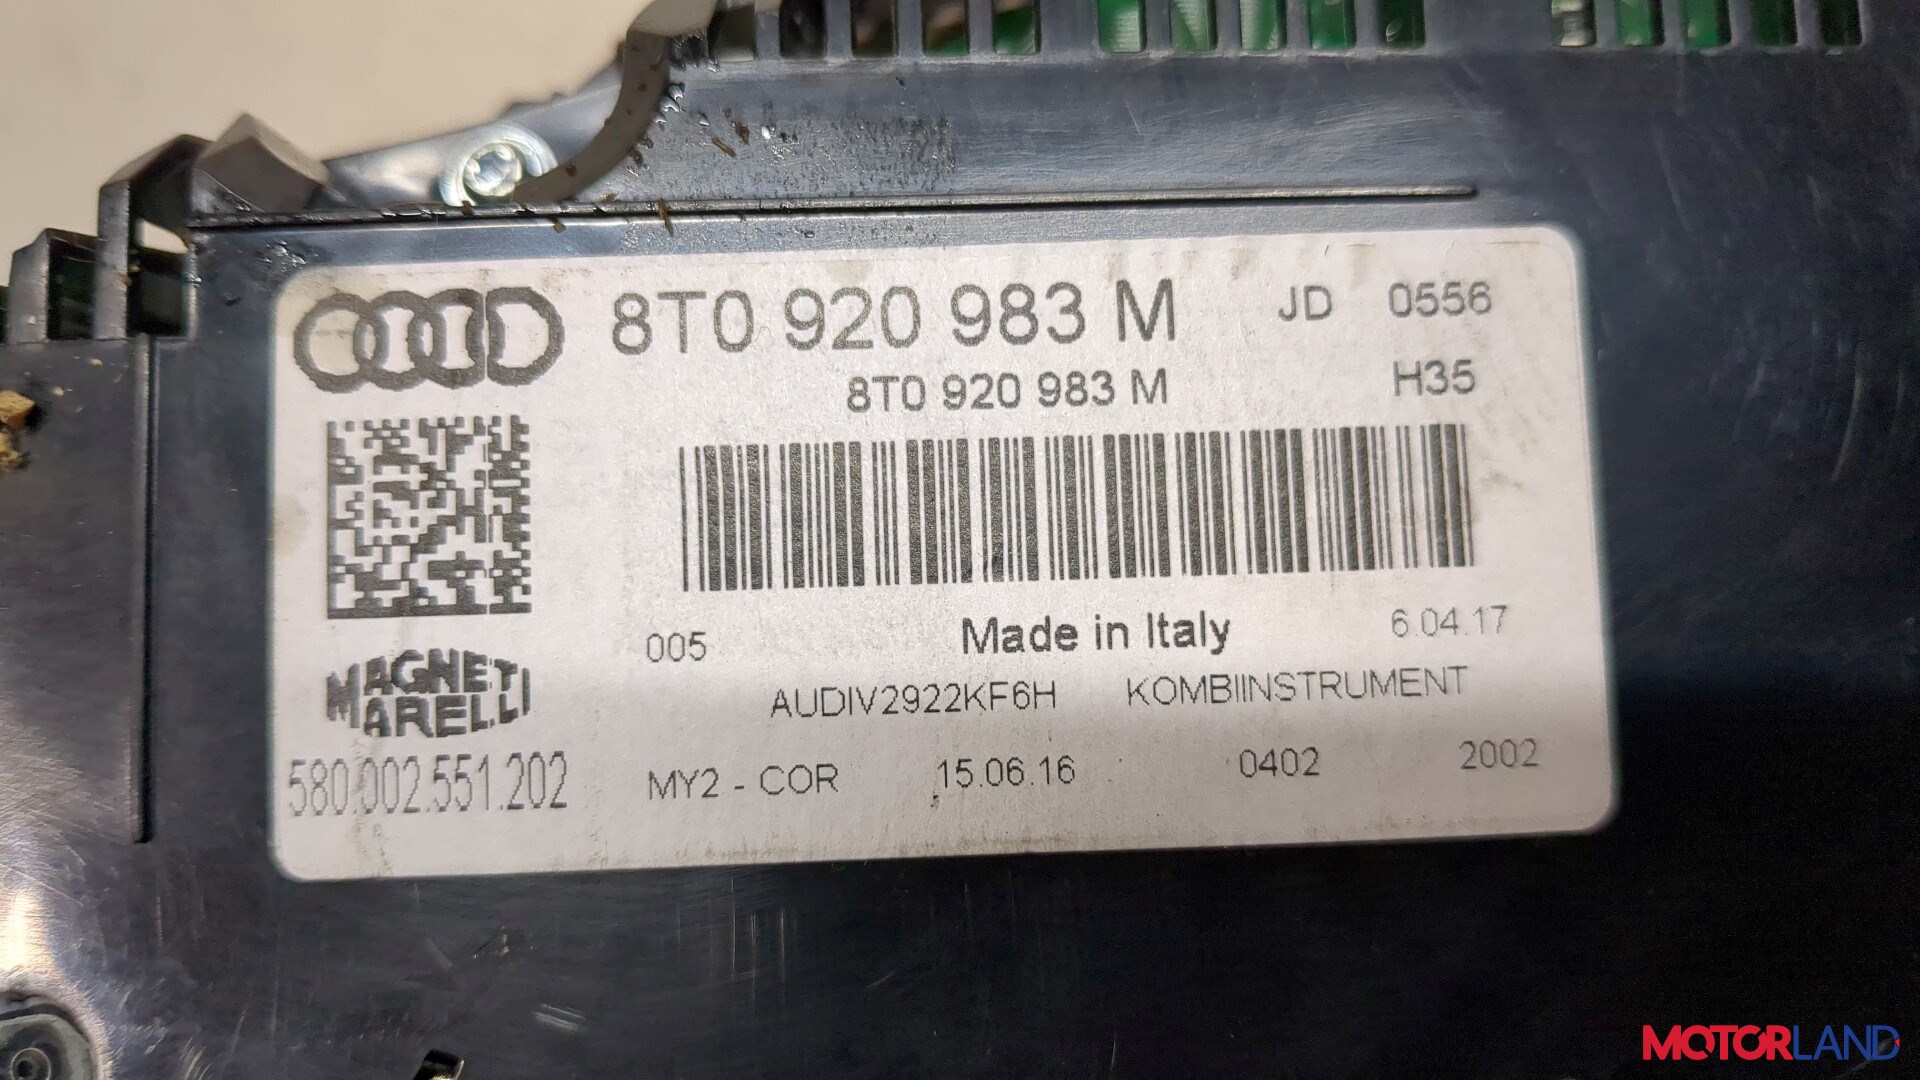 8T0 920 983 M JD 0556
8T0 920 983 M H35
005 Made in Italy 6.04.17
MAGNETI
MARELLI
AUDIV2922KF6H KOMBIINSTRUMENT
580.002.551.202 MY2 - COR 15.06.16 0402 2002
MOTORLAND